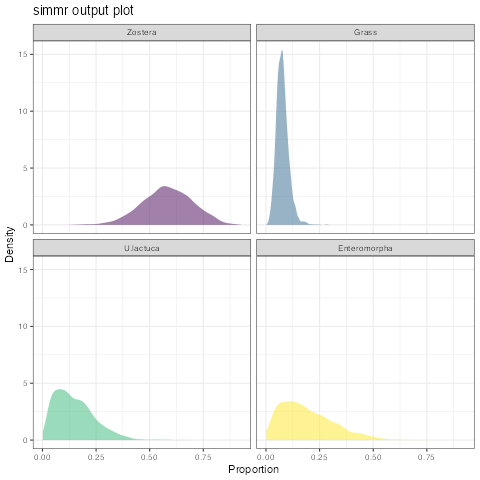 simmr output plot
Zostera
Grass
15
10
5
0
Density
U.lactuca
Enteromorpha
15
10
5
0
0.00 0.25 0.50 0.75
0.00 0.25 0.50 0.75
Proportion